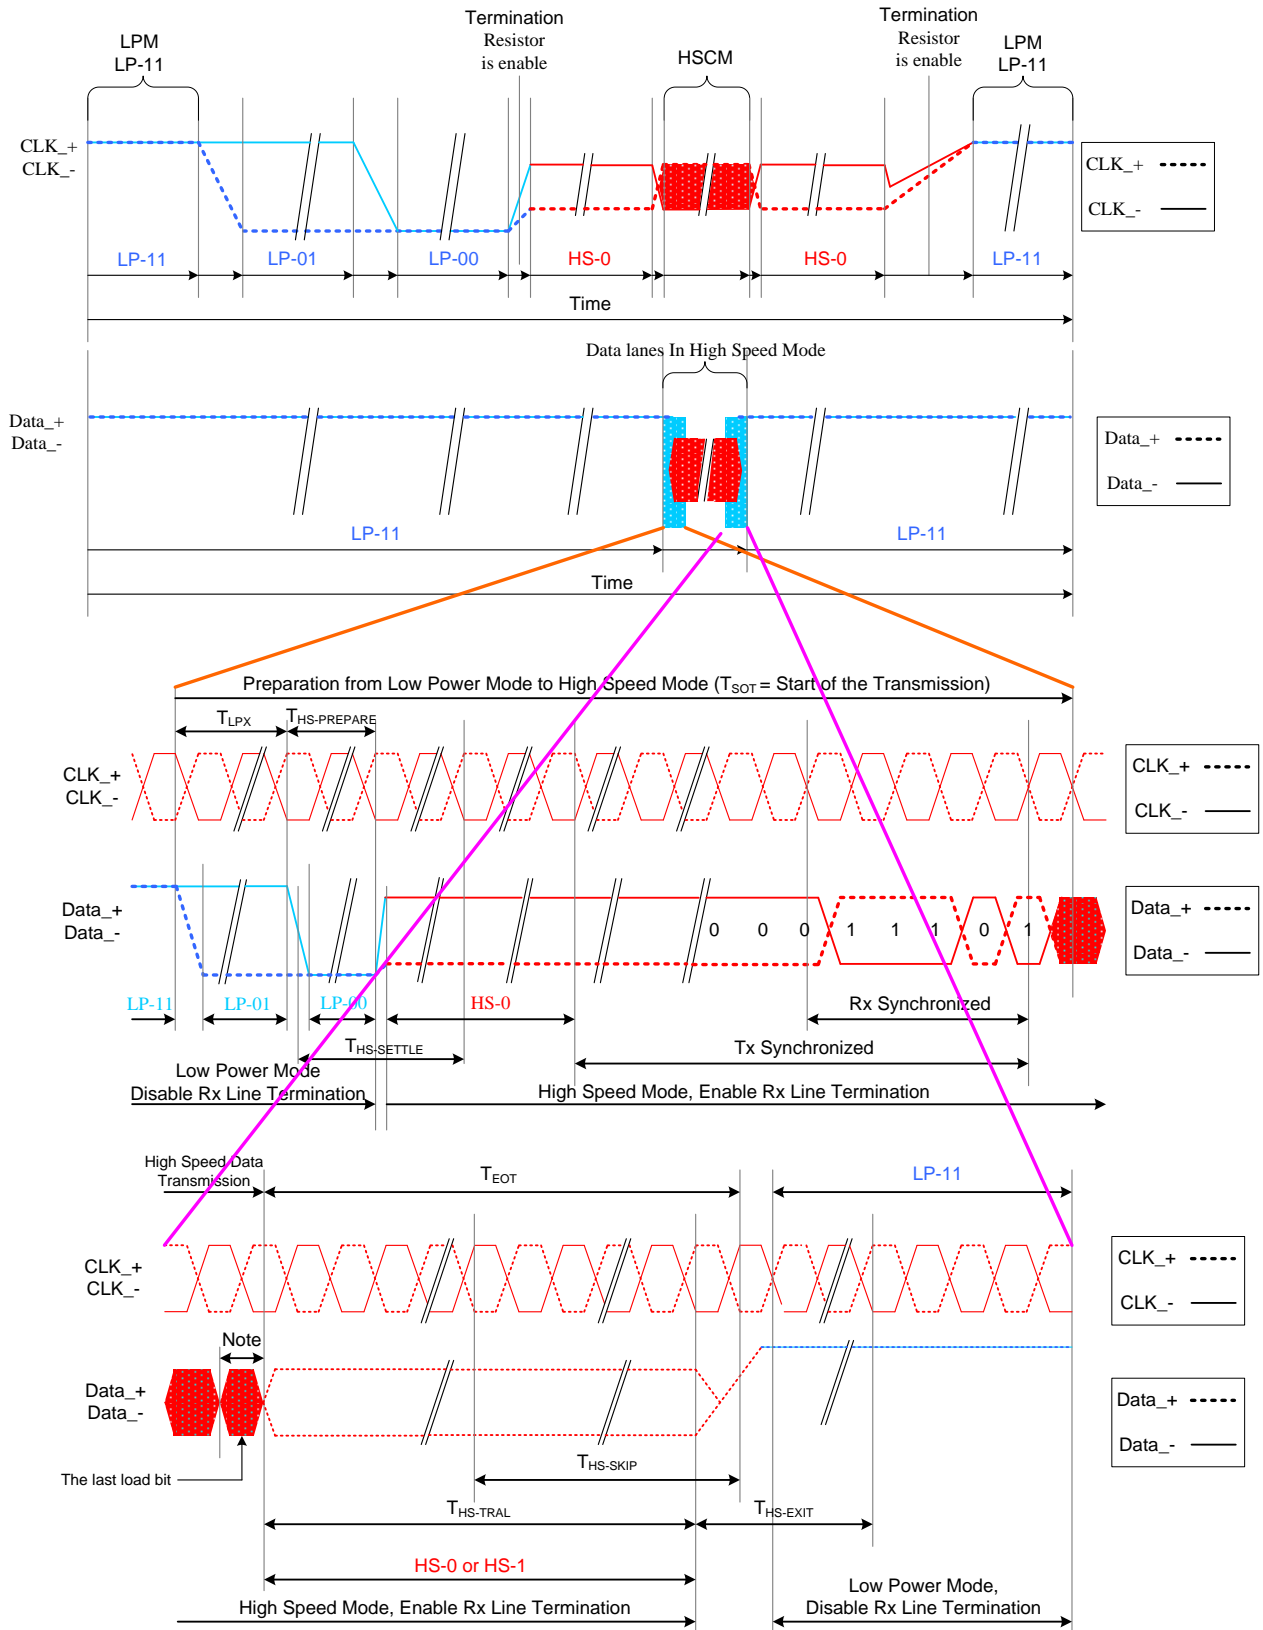 LPM
LP-11
Termination
Resistor
is enable
HSCM
Termination
Resistor
is enable
LPM
LP-11
CLK_+
CLK_-
CLK_+
CLK_-
LP-11
LP-01
LP-00
HS-0
HS-0
LP-11
Time
Data lanes In High Speed Mode
Data_+
Data_-
Data_+
Data_-
LP-11
LP-11
Time
Preparation from Low Power Mode to High Speed Mode (TSOT = Start of the Transmission)
TLPX
THS-PREPARE
CLK_+
CLK_-
CLK_+
CLK_-
Data_+
Data_-
0 0 0 1 1 1 0 1
Data_+
Data_-
LP-11
LP-01
LP-00
HS-0
Rx Synchronized
THS-SETTLE
Tx Synchronized
Low Power Mode
Disable Rx Line Termination
High Speed Mode, Enable Rx Line Termination
High Speed Data
Transmission
TEOT
LP-11
CLK_+
CLK_-
CLK_+
CLK_-
Note
Data_+
Data_-
Data_+
Data_-
The last load bit
THS-SKIP
THS-TRAL
THS-EXIT
HS-0 or HS-1
High Speed Mode, Enable Rx Line Termination
Low Power Mode,
Disable Rx Line Termination